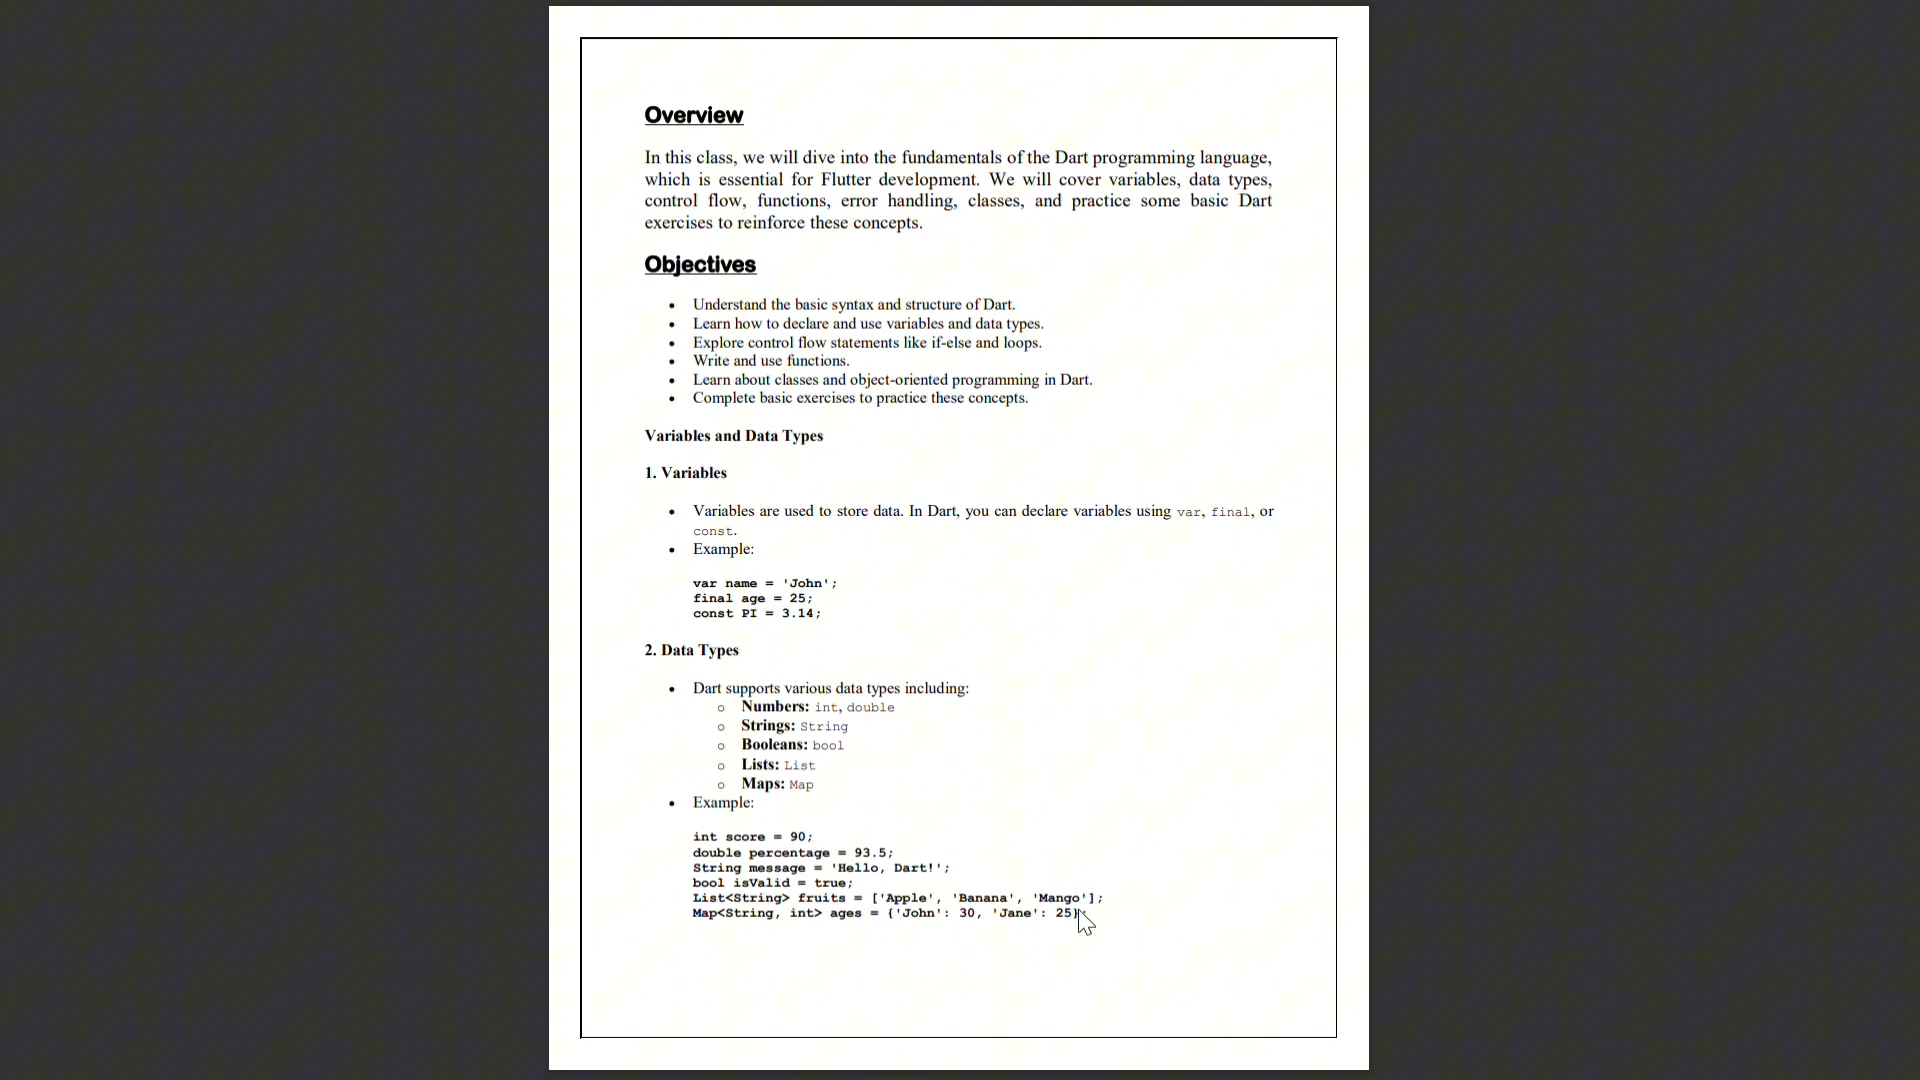 Overview
In this class, we will dive into the fundamentals of the Dart programming language,
which is essential for Flutter development. We will cover variables, data types,
control flow, functions, error handling, classes, and practice some basic Dart
exercises to reinforce these concepts.
Objectives
• Understand the basic syntax and structure of Dart.
• Learn how to declare and use variables and data types.
• Explore control flow statements like if-else and loops.
• Write and use functions.
• Learn about classes and object-oriented programming in Dart.
• Complete basic exercises to practice these concepts.
Variables and Data Types
1. Variables
• Variables are used to store data. In Dart, you can declare variables using var, final, or
const.
• Example:
var name = 'John';
final age = 25;
const PI = 3.14;
2. Data Types
• Dart supports various data types including:
o Numbers: int, double
o Strings: String
o Booleans: bool
o Lists: List
o Maps: Map
• Example:
int score = 90;
double percentage = 93.5;
String message = 'Hello, Dart!';
bool isValid = true;
List<String> fruits = ['Apple', 'Banana', 'Mango'];
Map<String, int> ages = {'John': 30, 'Jane': 25};